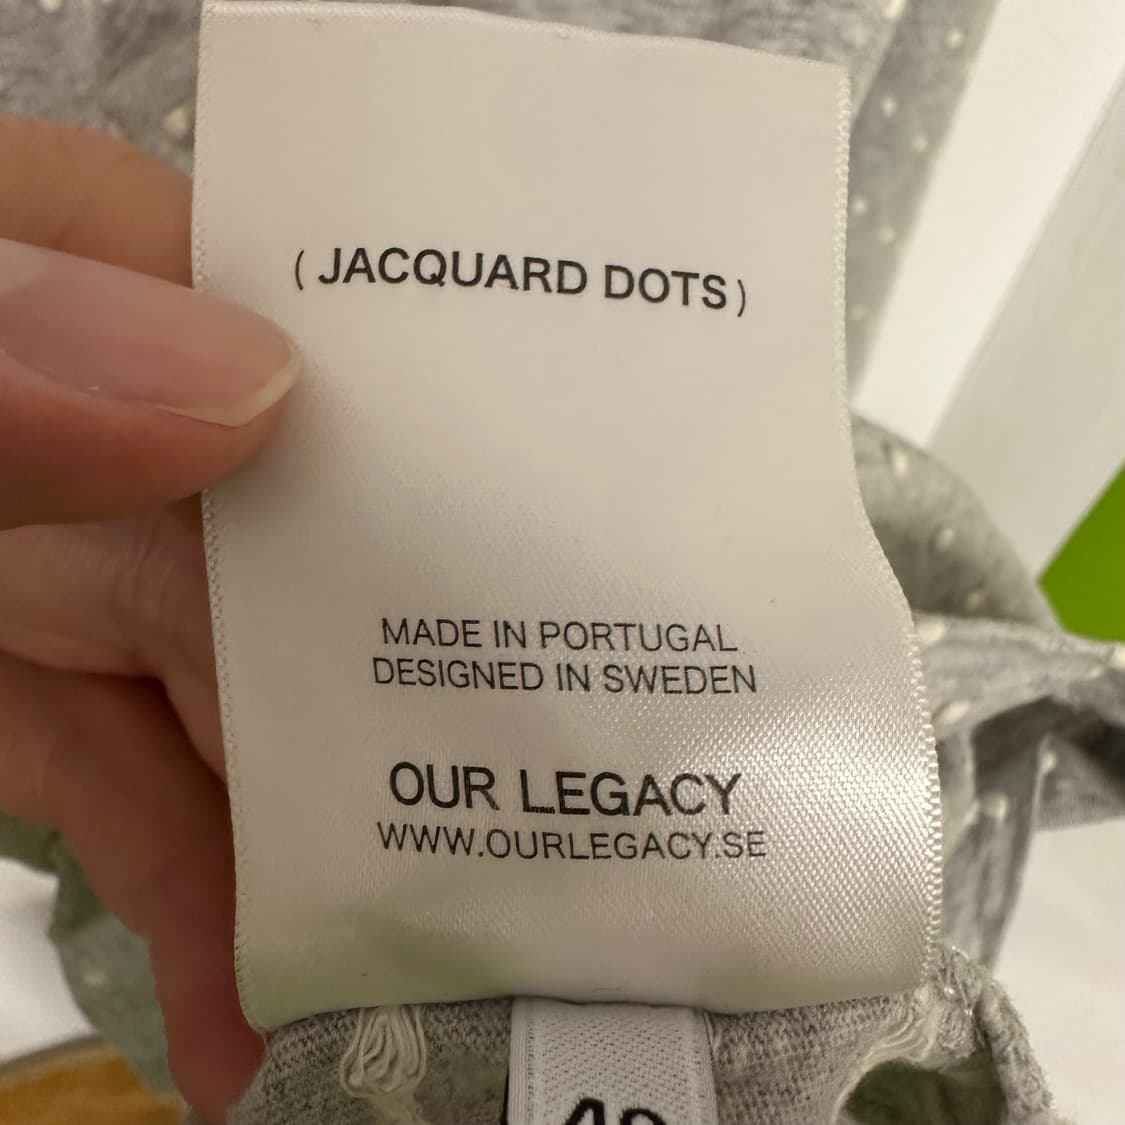 ( JACQUARD DOTS )
MADE IN PORTUGAL
DESIGNED IN SWEDEN
OUR LEGACY
WWW.OURLEGACY.SE